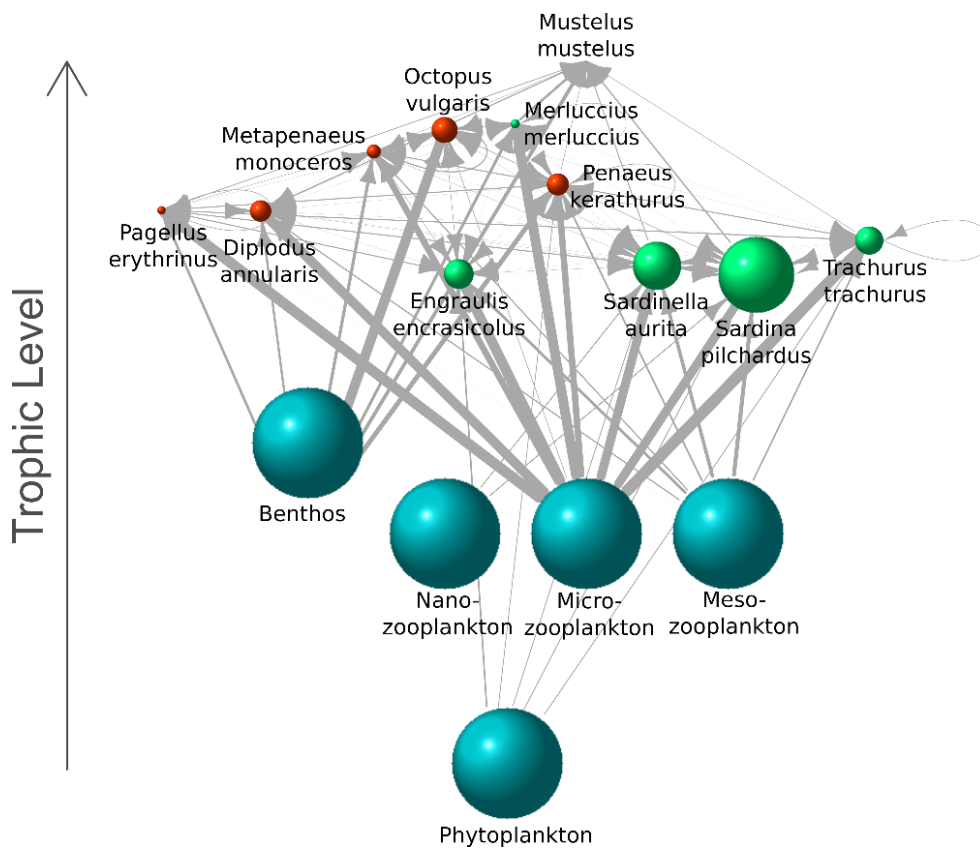 Mustelus
mustelus
Octopus
vulgaris
Merluccius
merluccius
Metapenaeus
monoceros
Penaeus
kerathurus
Pagellus
erythrinus
Diplodus
annularis
Engraulis
encrasicolus
Sardinella
aurita
Sardina
pilchardus
Trachurus
trachurus
Trophic Level
Benthos
Nano-
zooplankton
Micro-
zooplankton
Meso-
zooplankton
Phytoplankton